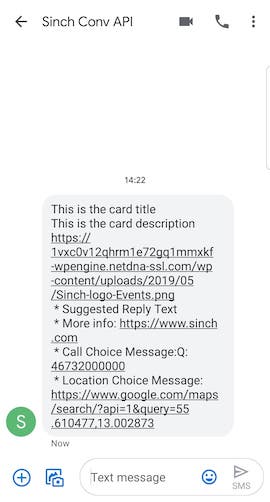 Sinch Conv API
14:22
This is the card title
This is the card description
https://
1vxc0v12qhrm1e72gq1mmxkf
-wpengine.netdna-ssl.com/wp
-content/uploads/2019/05
/Sinch-logo-Events.png
* Suggested Reply Text
* More info: https://www.sinch
.com
* Call Choice Message:Q:
46732000000
* Location Choice Message:
https://www.google.com/maps
/search/?api=1&query=55
.610477,13.002873
S
Now
Text message
SMS